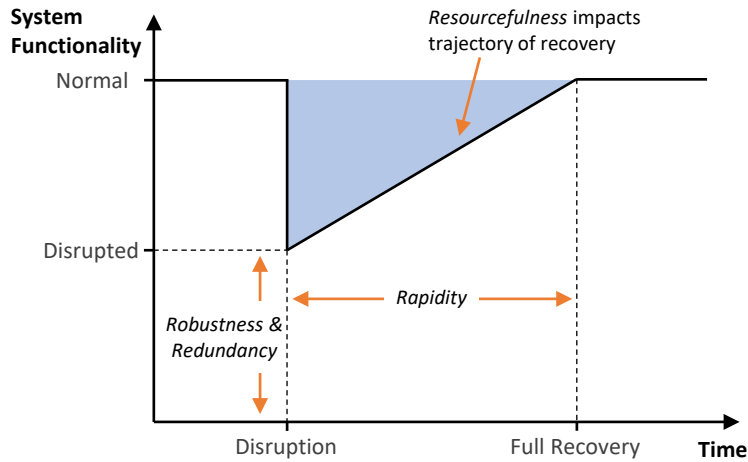 System
Functionality
Resourcefulness impacts
trajectory of recovery
Normal
Disrupted
Rapidity
Robustness &
Redundancy
Disruption
Full Recovery
Time